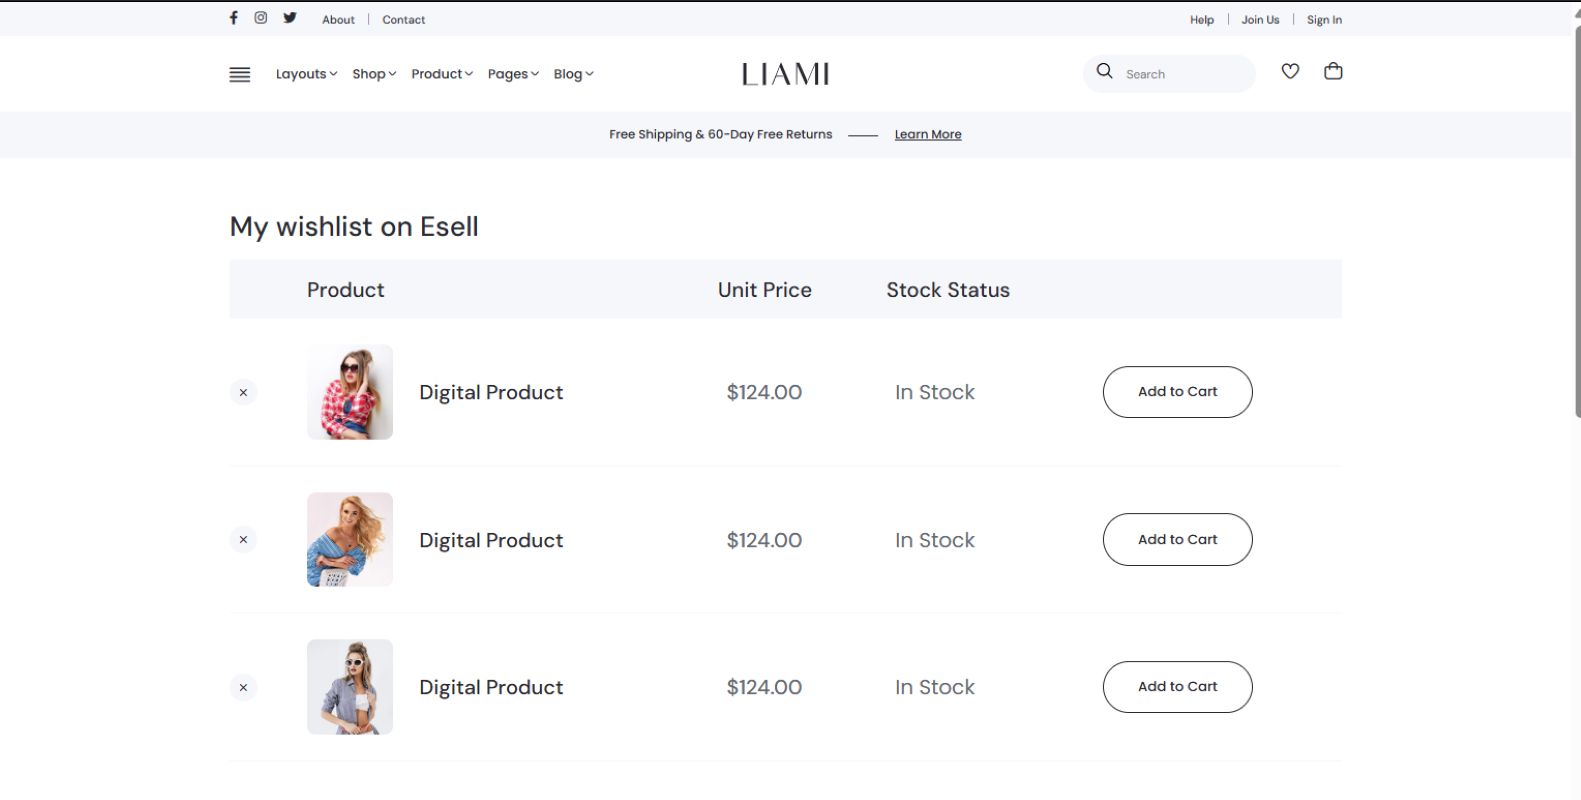 About | Contact
Help | Join Us | Sign In
Layouts Shop Product Pages Blog
LIAMI
Search
Free Shipping & 60-Day Free Returns
Learn More
My wishlist on Esell
Product Unit Price Stock Status
× Digital Product $124.00 In Stock Add to Cart
× Digital Product $124.00 In Stock Add to Cart
× Digital Product $124.00 In Stock Add to Cart